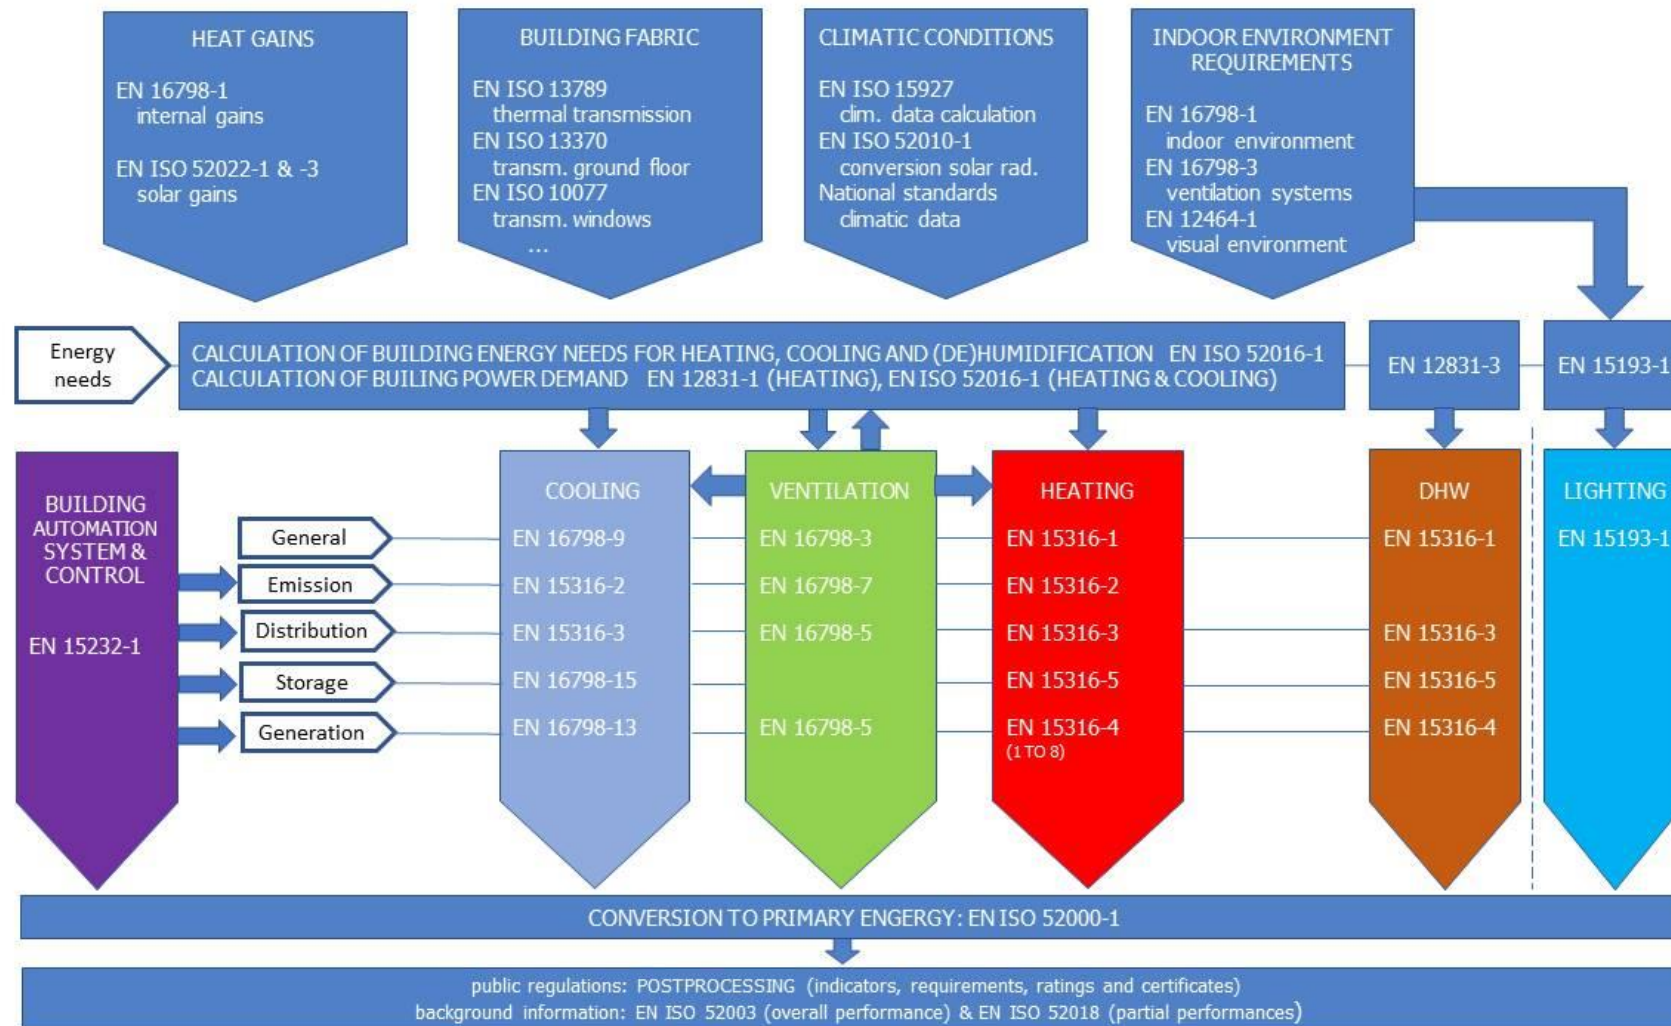 HEAT GAINS
EN 16798-1
internal gains
EN ISO 52022-1 & -3
solar gains
BUILDING FABRIC
EN ISO 13789
thermal transmission
EN ISO 13370
transm. ground floor
EN ISO 10077
transm. windows
...
CLIMATIC CONDITIONS
EN ISO 15927
clim. data calculation
EN ISO 52010-1
conversion solar rad.
National standards
climatic data
INDOOR ENVIRONMENT
REQUIREMENTS
EN 16798-1
indoor environment
EN 16798-3
ventilation systems
EN 12464-1
visual environment
Energy
needs
CALCULATION OF BUILDING ENERGY NEEDS FOR HEATING, COOLING AND (DE)HUMIDIFICATION EN ISO 52016-1
CALCULATION OF BUILING POWER DEMAND EN 12831-1 (HEATING), EN ISO 52016-1 (HEATING & COOLING)
EN 12831-3
EN 15193-1
BUILDING
AUTOMATION
SYSTEM &
CONTROL
EN 15232-1
General
Emission
Distribution
Storage
Generation
COOLING
EN 16798-9
EN 15316-2
EN 15316-3
EN 16798-15
EN 16798-13
VENTILATION
EN 16798-3
EN 16798-7
EN 16798-5
EN 16798-5
HEATING
EN 15316-1
EN 15316-2
EN 15316-3
EN 15316-5
EN 15316-4
(1 TO 8)
DHW
EN 15316-1
EN 15316-3
EN 15316-5
EN 15316-4
LIGHTING
EN 15193-1
CONVERSION TO PRIMARY ENGERGY: EN ISO 52000-1
public regulations: POSTPROCESSING (indicators, requirements, ratings and certificates)
background information: EN ISO 52003 (overall performance) & EN ISO 52018 (partial performances)